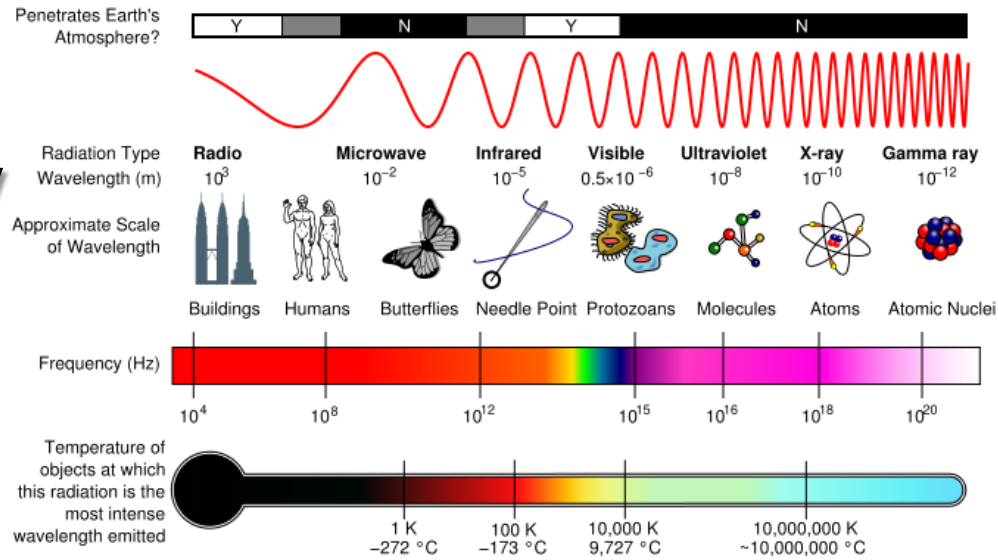 Penetrates Earth's
Atmosphere?
Y N Y N
Radiation Type
Radio Microwave Infrared Visible Ultraviolet X-ray Gamma ray
Wavelength (m)
10³ 10⁻² 10⁻⁵ 0.5×10⁻⁶ 10⁻⁸ 10⁻¹⁰ 10⁻¹²
Approximate Scale
of Wavelength
Buildings Humans Butterflies Needle Point Protozoans Molecules Atoms Atomic Nuclei
Frequency (Hz)
10⁴ 10⁸ 10¹² 10¹⁵ 10¹⁶ 10¹⁸ 10²⁰
Temperature of
objects at which
this radiation is the
most intense
wavelength emitted
1 K 100 K 10,000 K 10,000,000 K
−272 °C −173 °C 9,727 °C ~10,000,000 °C